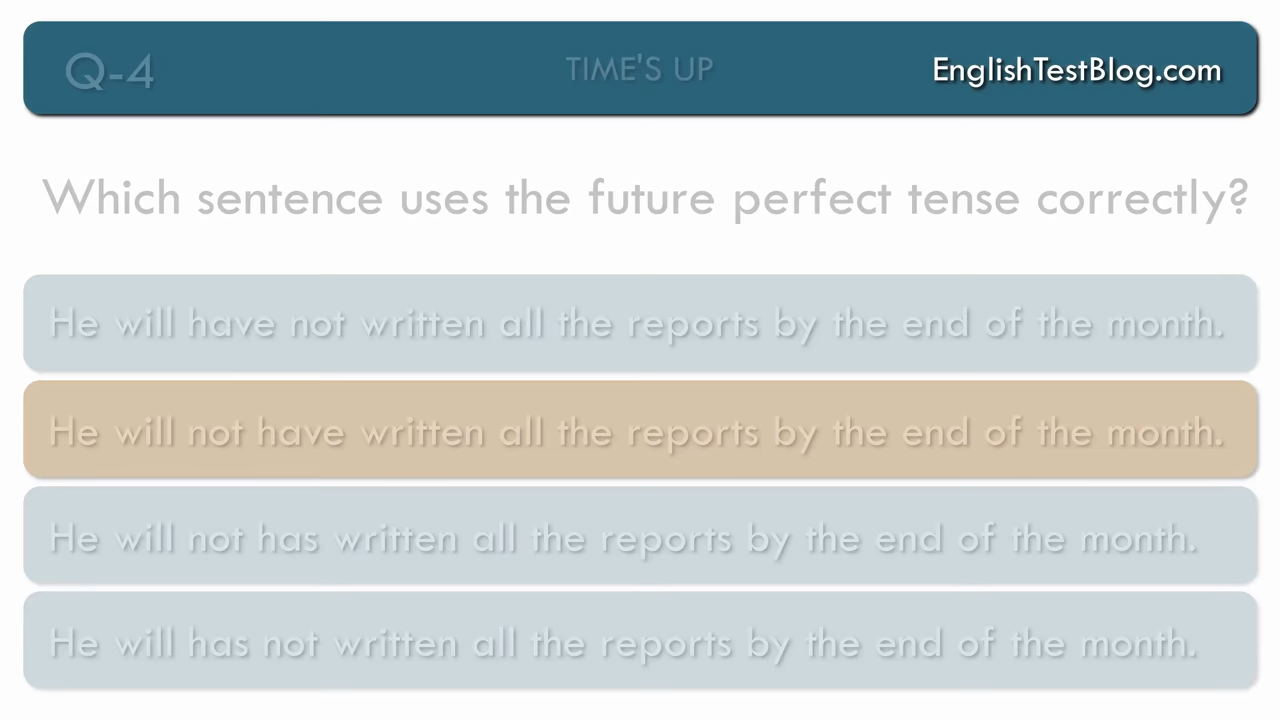 Q-4
TIME'S UP
EnglishTestBlog.com
Which sentence uses the future perfect tense correctly?
He will have not written all the reports by the end of the month.
He will not have written all the reports by the end of the month.
He will not has written all the reports by the end of the month.
He will has not written all the reports by the end of the month.